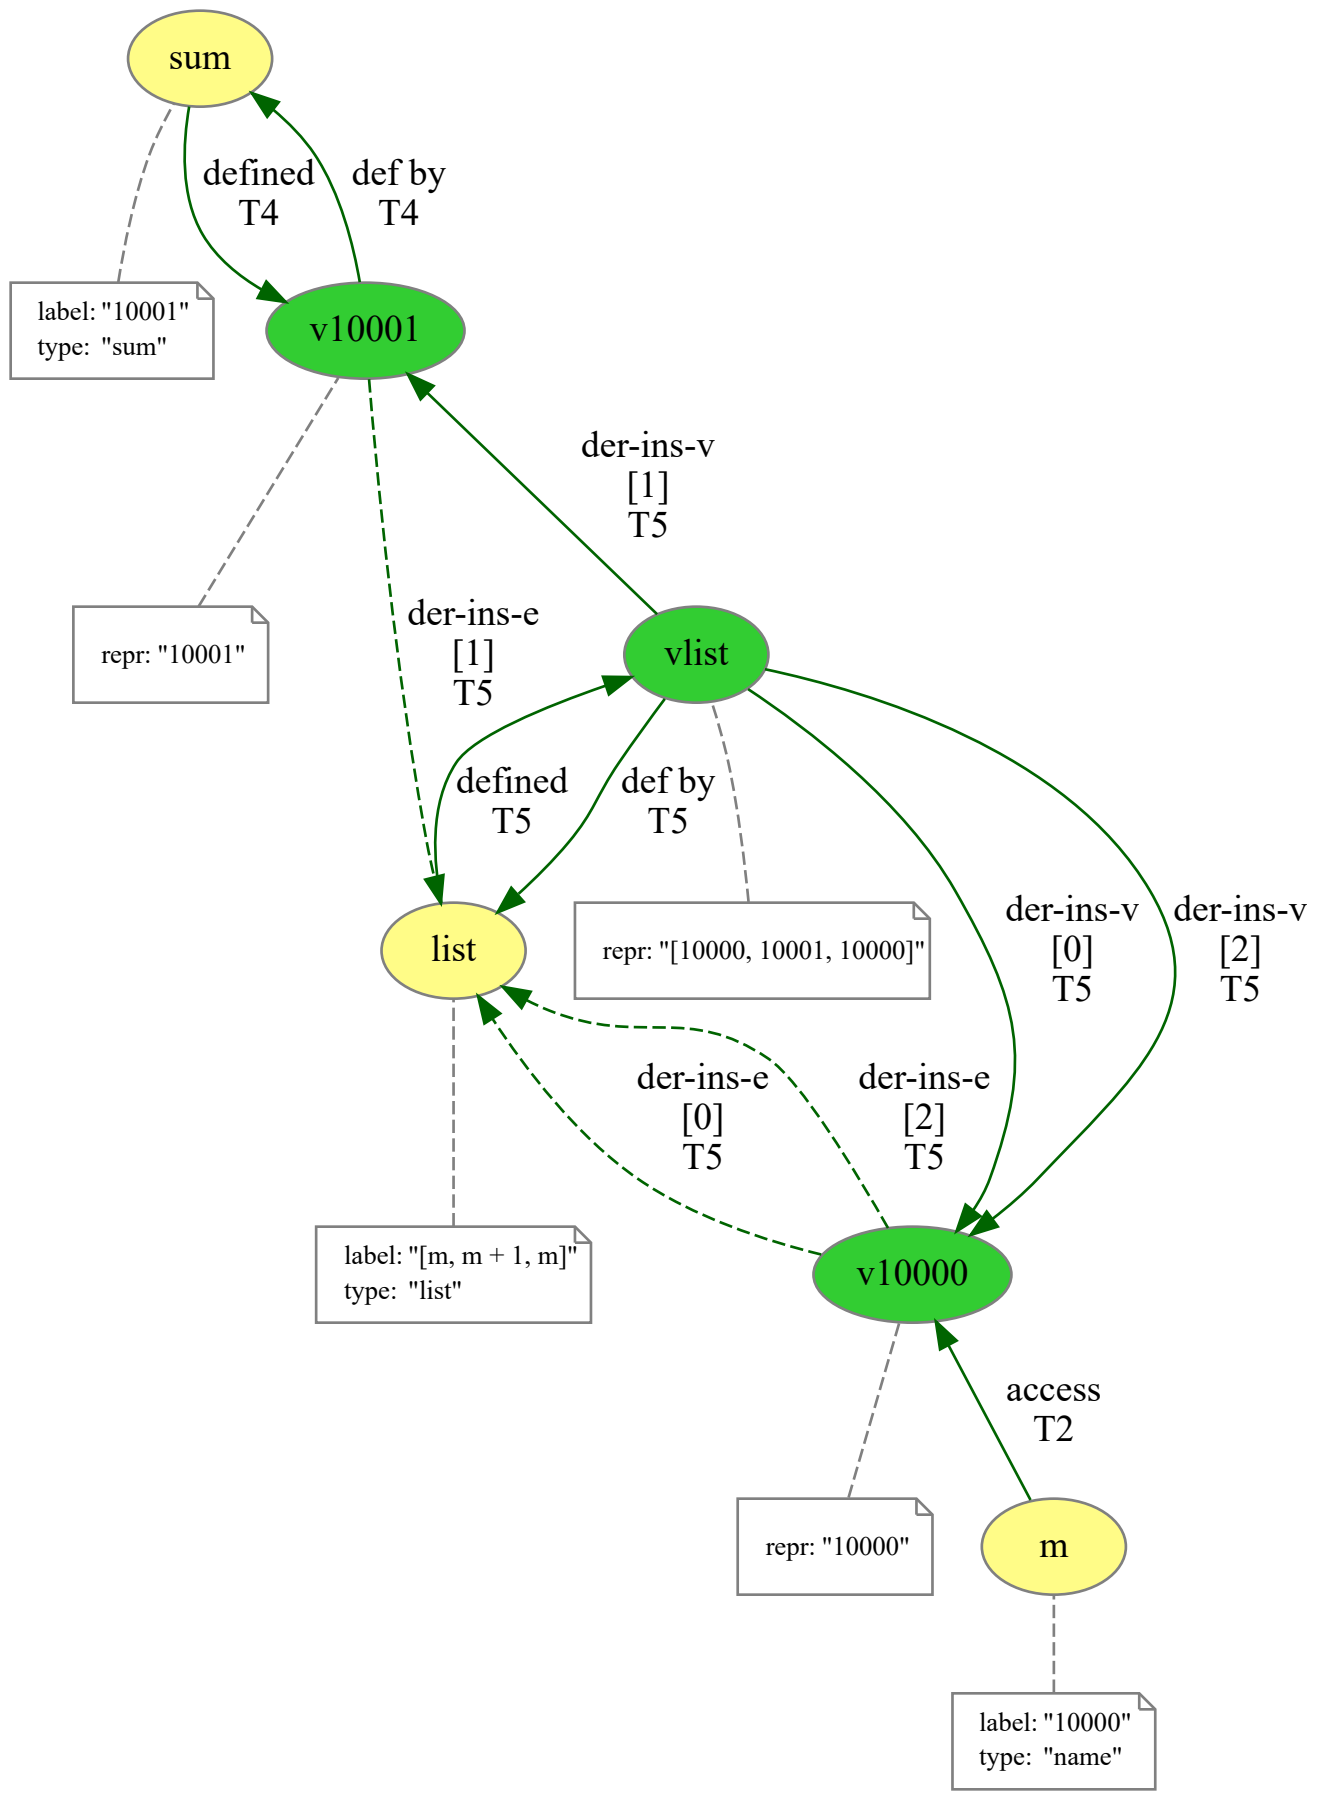 sum
defined
T4
def by
T4
label: "10001"
type: "sum"
v10001
der-ins-v
[1]
T5
der-ins-e
[1]
T5
repr: "10001"
vlist
defined
T5
def by
T5
der-ins-v
[0]
T5
der-ins-v
[2]
T5
list
repr: "[10000, 10001, 10000]"
der-ins-e
[0]
T5
der-ins-e
[2]
T5
label: "[m, m + 1, m]"
type: "list"
v10000
access
T2
repr: "10000"
m
label: "10000"
type: "name"